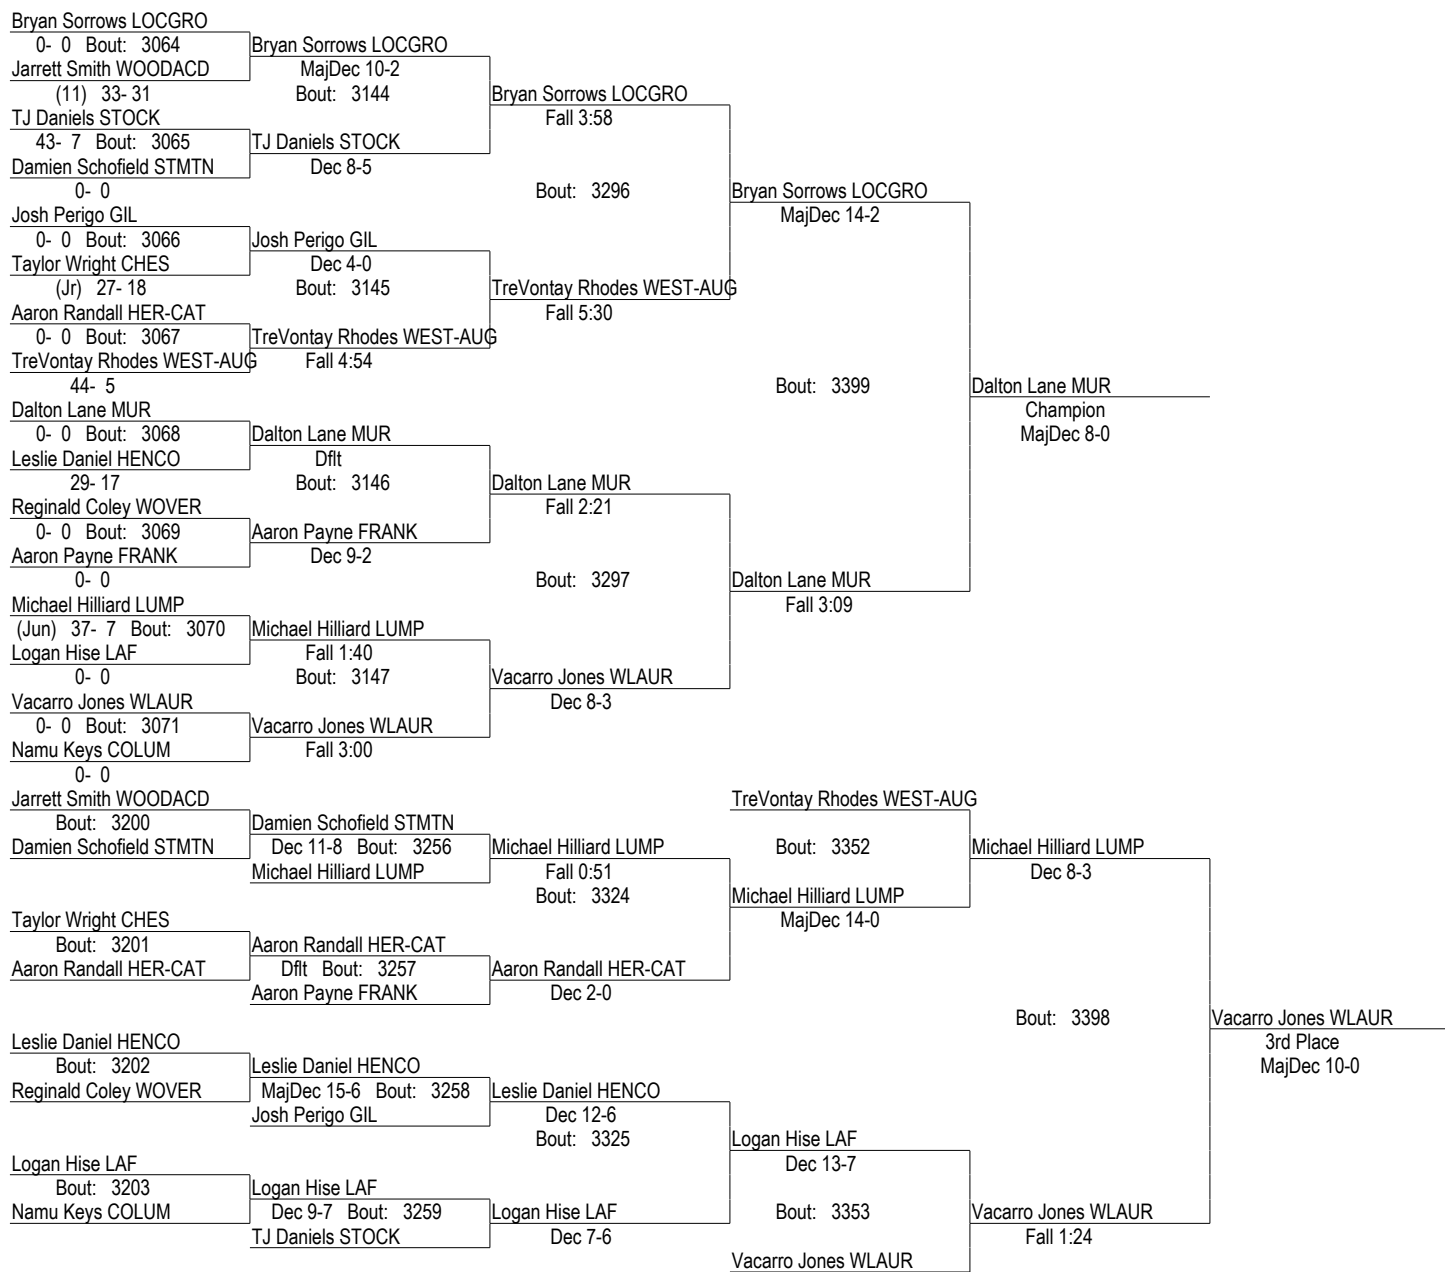 Bryan Sorrows LOCGRO
0- 0 Bout: 3064 Bryan Sorrows LOCGRO
Jarrett Smith WOODACD MajDec 10-2
(11) 33- 31 Bout: 3144 Bryan Sorrows LOCGRO
TJ Daniels STOCK Fall 3:58
43- 7 Bout: 3065 TJ Daniels STOCK
Damien Schofield STMTN Dec 8-5
0- 0 Bout: 3296 Bryan Sorrows LOCGRO
Josh Perigo GIL MajDec 14-2
0- 0 Bout: 3066 Josh Perigo GIL
Taylor Wright CHES Dec 4-0
(Jr) 27- 18 Bout: 3145 TreVontay Rhodes WEST-AUG
Aaron Randall HER-CAT Fall 5:30
0- 0 Bout: 3067 TreVontay Rhodes WEST-AUG
TreVontay Rhodes WEST-AUG Fall 4:54
44- 5 Bout: 3399 Dalton Lane MUR
Dalton Lane MUR Champion
0- 0 Bout: 3068 Dalton Lane MUR MajDec 8-0
Leslie Daniel HENCO Dflt
29- 17 Bout: 3146 Dalton Lane MUR
Reginald Coley WOVER Fall 2:21
0- 0 Bout: 3069 Aaron Payne FRANK
Aaron Payne FRANK Dec 9-2
0- 0 Bout: 3297 Dalton Lane MUR
Michael Hilliard LUMP Fall 3:09
(Jun) 37- 7 Bout: 3070 Michael Hilliard LUMP
Logan Hise LAF Fall 1:40
0- 0 Bout: 3147 Vacarro Jones WLAUR
Vacarro Jones WLAUR Dec 8-3
0- 0 Bout: 3071 Vacarro Jones WLAUR
Namu Keys COLUM Fall 3:00
0- 0
Jarrett Smith WOODACD TreVontay Rhodes WEST-AUG
Bout: 3200 Damien Schofield STMTN
Damien Schofield STMTN Dec 11-8 Bout: 3256 Michael Hilliard LUMP Bout: 3352 Michael Hilliard LUMP
Michael Hilliard LUMP Fall 0:51 Dec 8-3
Bout: 3324 Michael Hilliard LUMP
Taylor Wright CHES MajDec 14-0
Bout: 3201 Aaron Randall HER-CAT
Aaron Randall HER-CAT Dflt Bout: 3257 Aaron Randall HER-CAT
Aaron Payne FRANK Dec 2-0
Bout: 3398 Vacarro Jones WLAUR
Leslie Daniel HENCO 3rd Place
Bout: 3202 Leslie Daniel HENCO MajDec 10-0
Reginald Coley WOVER MajDec 15-6 Bout: 3258 Leslie Daniel HENCO
Josh Perigo GIL Dec 12-6
Bout: 3325 Logan Hise LAF
Logan Hise LAF Dec 13-7
Bout: 3203 Logan Hise LAF
Namu Keys COLUM Dec 9-7 Bout: 3259 Logan Hise LAF Bout: 3353 Vacarro Jones WLAUR
TJ Daniels STOCK Dec 7-6 Fall 1:24
Vacarro Jones WLAUR